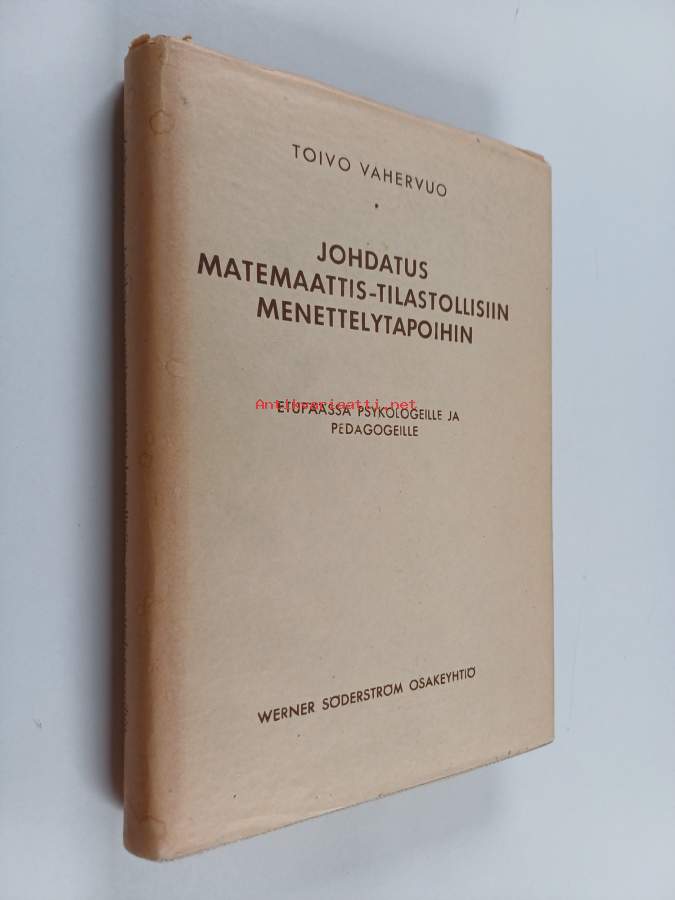 TOIVO VAHERVUO
JOHDATUS
MATEMAATTIS-TILASTOLLISIIN
MENETTELYTAPOIHIN
Antikvariaatti.net
ETUPÄÄSSÄ PSYKOLOGEILLE JA
PEDAGOGEILLE
WERNER SÖDERSTRÖM OSAKEYHTIÖ